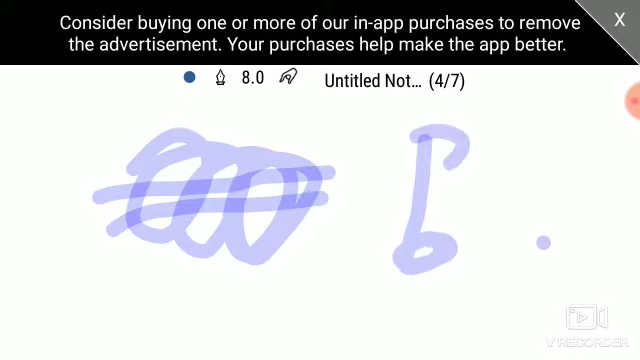 Consider buying one or more of our in-app purchases to remove
the advertisement. Your purchases help make the app better.
X
8.0 Untitled Not... (4/7)
V RECORDER